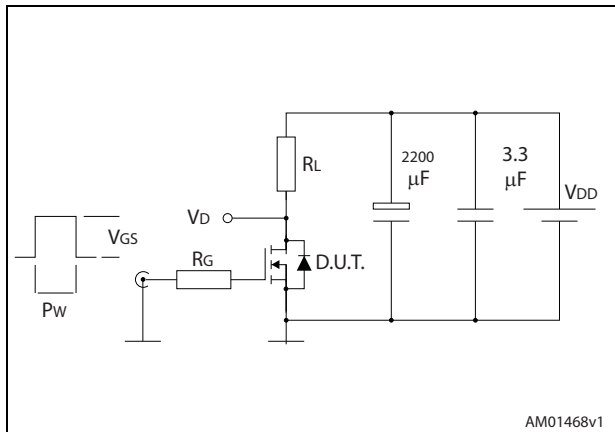 2200
μF
3.3
μF
RL
VDD
VD
VGS
RG
D.U.T.
PW
AM01468v1